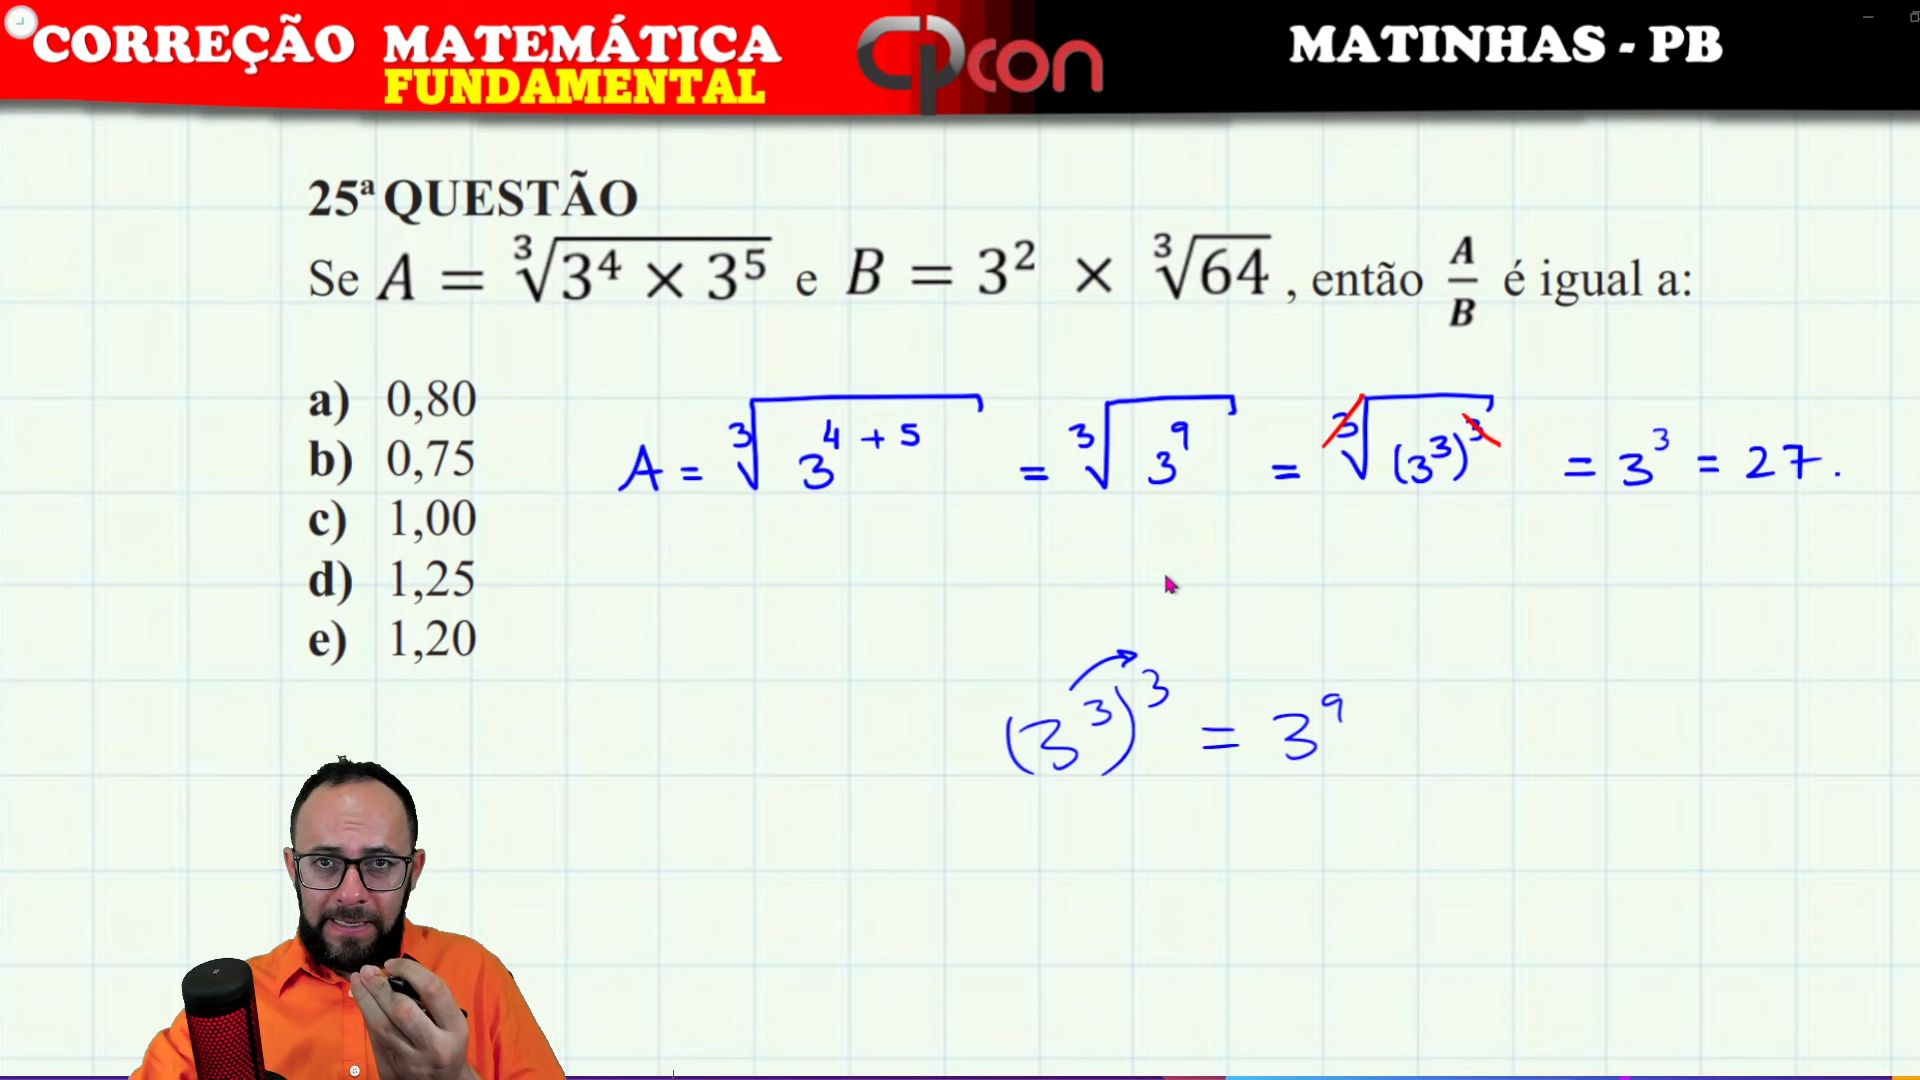 CORREÇÃO MATEMÁTICA
FUNDAMENTAL
CPcon
MATINHAS - PB
25ª QUESTÃO
Se A = ∛(3⁴ × 3⁵) e B = 3² × ∛64 , então A/B é igual a:
a) 0,80
b) 0,75
c) 1,00
d) 1,25
e) 1,20
A = ∛(3⁴⁺⁵) = ∛(3⁹) = ∛((3³)³) = 3³ = 27.
(3³)³ = 3⁹